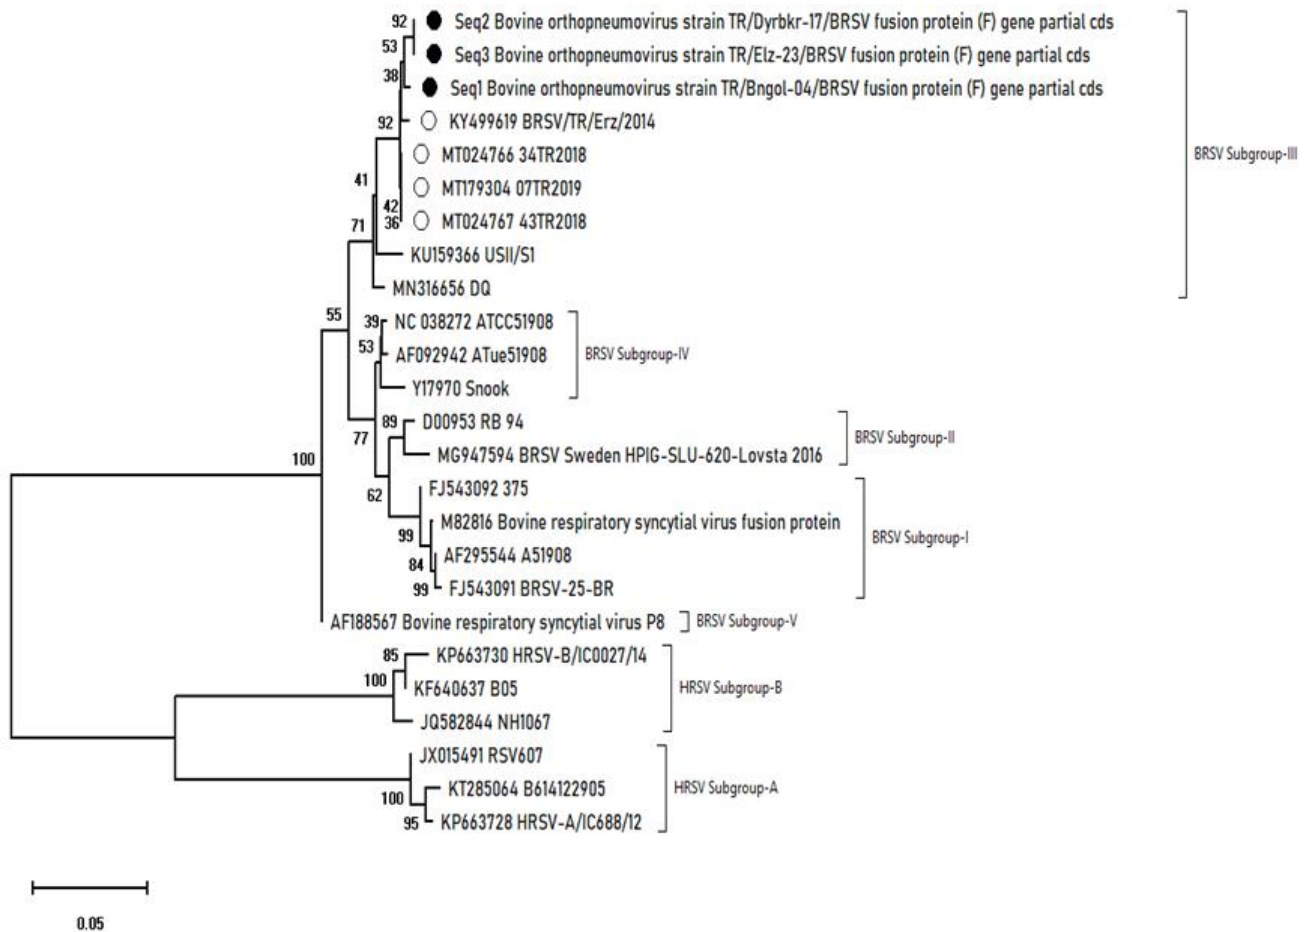 92
Seq2 Bovine orthopneumovirus strain TR/Dyrbkr-17/BRSV fusion protein (F) gene partial cds
53
Seq3 Bovine orthopneumovirus strain TR/Elz-23/BRSV fusion protein (F) gene partial cds
38
Seq1 Bovine orthopneumovirus strain TR/Bngol-04/BRSV fusion protein (F) gene partial cds
92
KY499619 BRSV/TR/Erz/2014
MT024766 34TR2018
BRSV Subgroup-III
41
MT179304 07TR2019
42
36
MT024767 43TR2018
71
KU159366 USII/S1
MN316656 DQ
55
39
NC 038272 ATCC51908
53
AF092942 ATue51908
BRSV Subgroup-IV
Y17970 Snook
89
D00953 RB 94
77
BRSV Subgroup-II
MG947594 BRSV Sweden HPIG-SLU-620-Lovsta 2016
100
62
FJ543092 375
M82816 Bovine respiratory syncytial virus fusion protein
99
BRSV Subgroup-I
AF295544 A51908
84
99
FJ543091 BRSV-25-BR
AF188567 Bovine respiratory syncytial virus P8
BRSV Subgroup-V
85
KP663730 HRSV-B/IC0027/14
100
KF640637 B05
HRSV Subgroup-B
JQ582844 NH1067
JX015491 RSV607
KT285064 B614122905
HRSV Subgroup-A
100
95
KP663728 HRSV-A/IC688/12
0.05